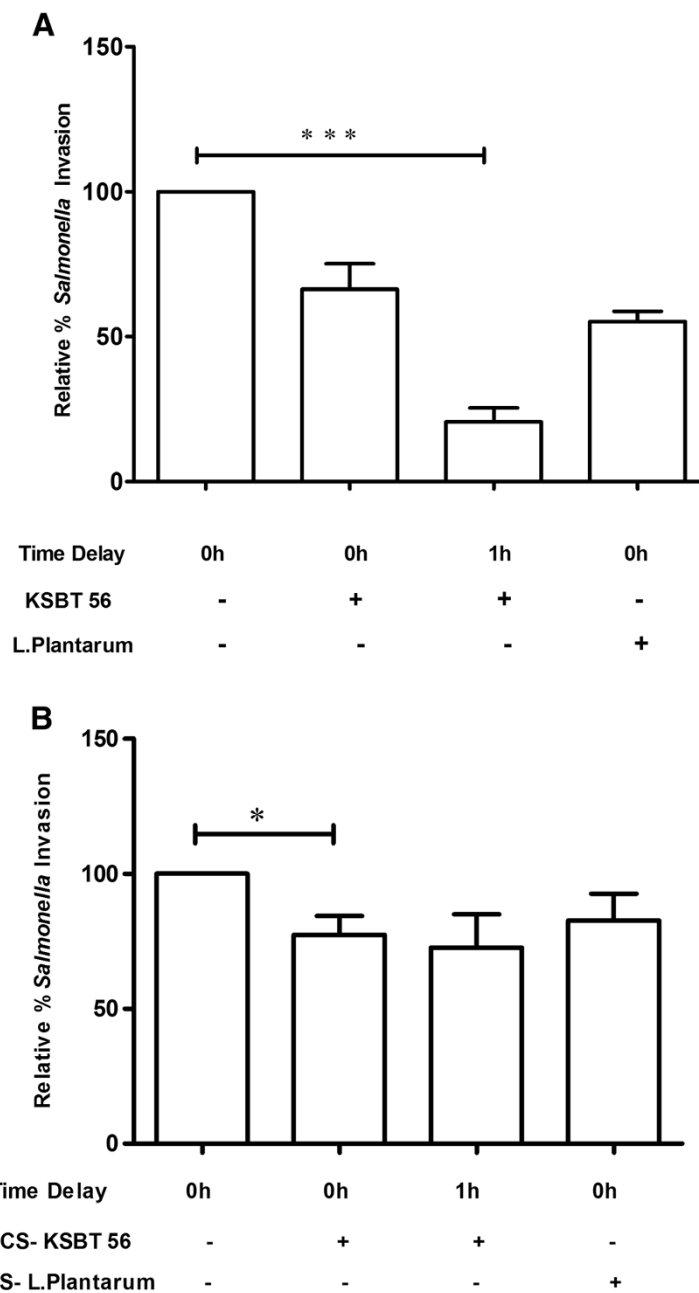 A
150
* * *
Relative % Salmonella Invasion
100
50
0
Time Delay 0h 0h 1h 0h
KSBT 56 - + + -
L.Plantarum - - - +
B
150
*
Relative % Salmonella Invasion
100
50
0
Time Delay 0h 0h 1h 0h
CS- KSBT 56 - + + -
S- L.Plantarum - - - +